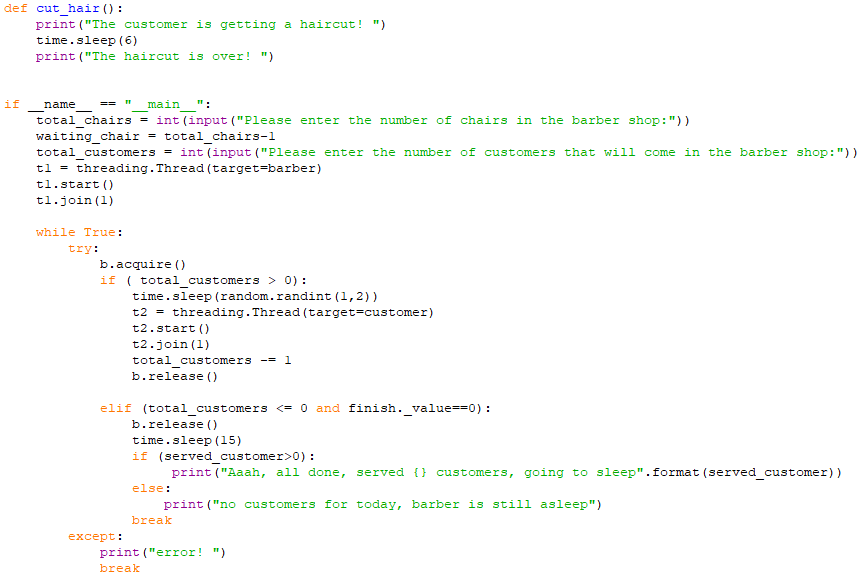 def cut_hair():
    print("The customer is getting a haircut! ")
    time.sleep(6)
    print("The haircut is over! ")
if __name__ == "__main__":
    total_chairs = int(input("Please enter the number of chairs in the barber shop:"))
    waiting_chair = total_chairs-1
    total_customers = int(input("Please enter the number of customers that will come in the barber shop:"))
    t1 = threading.Thread(target=barber)
    t1.start()
    t1.join(1)
    while True:
        try:
            b.acquire()
            if ( total_customers > 0):
                time.sleep(random.randint(1,2))
                t2 = threading.Thread(target=customer)
                t2.start()
                t2.join(1)
                total_customers -= 1
                b.release()
            elif (total_customers <= 0 and finish._value==0):
                b.release()
                time.sleep(15)
                if (served_customer>0):
                     print("Aaah, all done, served {} customers, going to sleep".format(served_customer))
                else:
                    print("no customers for today, barber is still asleep")
                break
        except:
            print("error! ")
            break